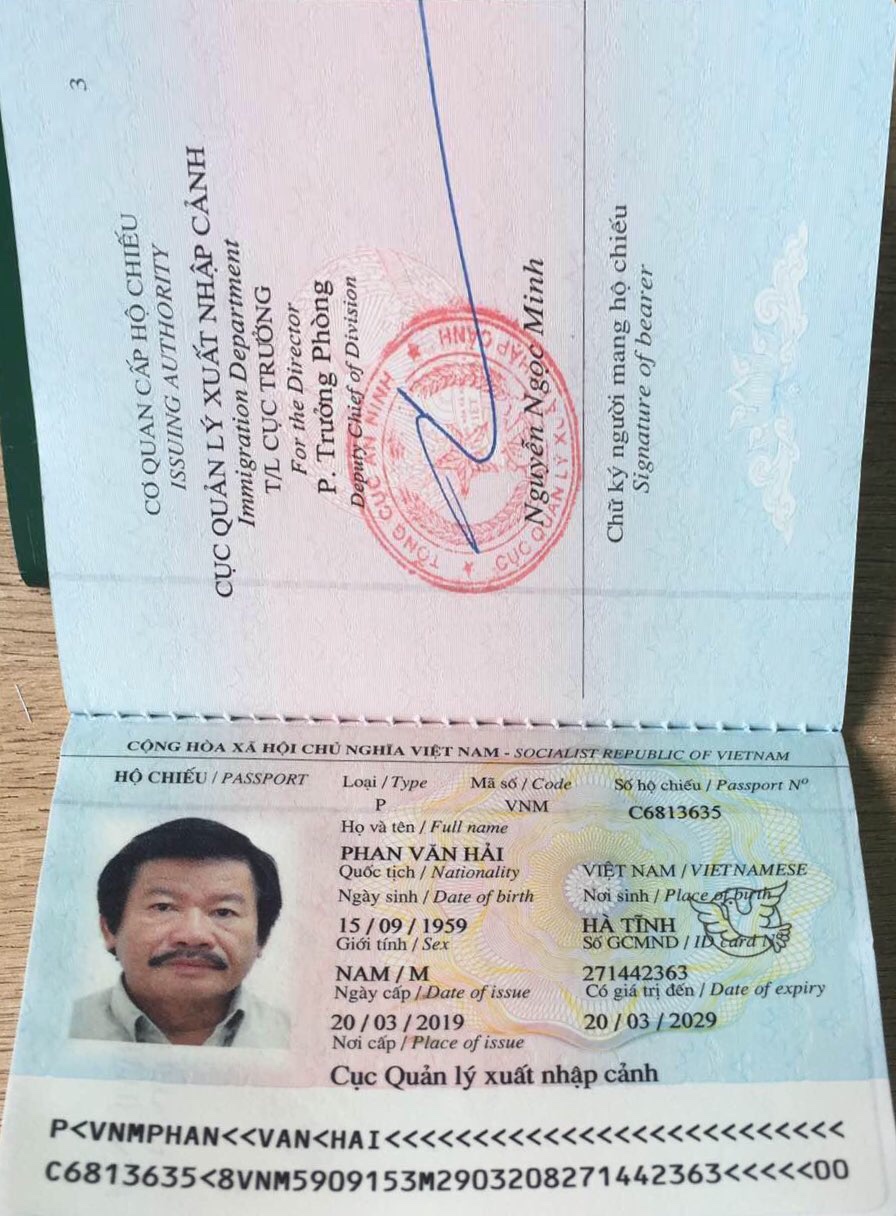 3
CƠ QUAN CẤP HỘ CHIẾU
ISSUING AUTHORITY
CỤC QUẢN LÝ XUẤT NHẬP CẢNH
Immigration Department
T/L CỤC TRƯỞNG
For the Director
P. Trưởng Phòng
Deputy Chief of Division
TỔNG CỤC AN NINH
CỤC QUẢN LÝ XUẤT NHẬP CẢNH
Nguyễn Ngọc Minh
Chữ ký người mang hộ chiếu
Signature of bearer
CỘNG HÒA XÃ HỘI CHỦ NGHĨA VIỆT NAM - SOCIALIST REPUBLIC OF VIETNAM
HỘ CHIẾU / PASSPORT Loại / Type Mã số / Code Số hộ chiếu / Passport Nº
P VNM C6813635
Họ và tên / Full name
PHAN VĂN HẢI
Quốc tịch / Nationality VIỆT NAM / VIETNAMESE
Ngày sinh / Date of birth Nơi sinh / Place of birth
15 / 09 / 1959 HÀ TĨNH
Giới tính / Sex Số GCMND / ID card Nº
NAM / M 271442363
Ngày cấp / Date of issue Có giá trị đến / Date of expiry
20 / 03 / 2019 20 / 03 / 2029
Nơi cấp / Place of issue
Cục Quản lý xuất nhập cảnh
P<VNMPHAN<<VAN<HAI<<<<<<<<<<<<<<<<<<<<<<<<<<
C6813635<8VNM5909153M2903208271442363<<<<<00